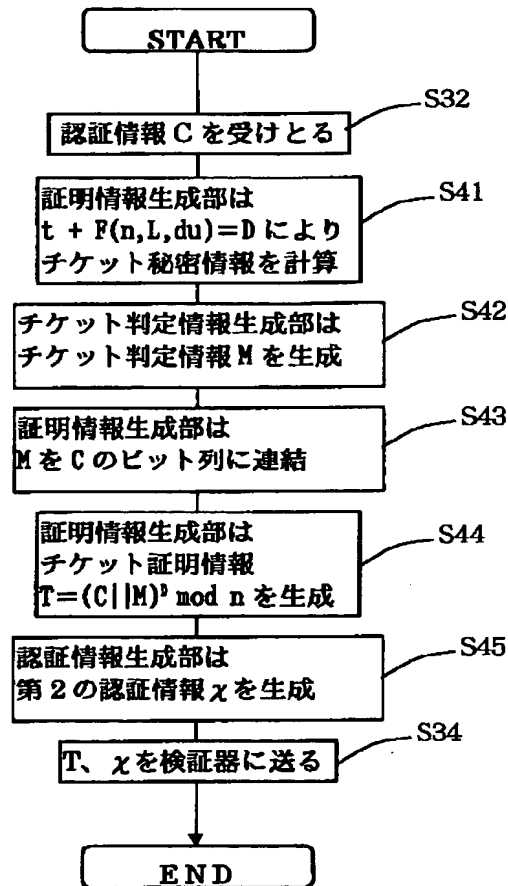 START
S32
認証情報Cを受けとる
S41
証明情報生成部は
t + F(n,L,du)=Dにより
チケット秘密情報を計算
S42
チケット判定情報生成部は
チケット判定情報Mを生成
S43
証明情報生成部は
MをCのビット列に連結
S44
証明情報生成部は
チケット証明情報
T=(C||M)ᴰ mod nを生成
S45
認証情報生成部は
第2の認証情報χを生成
S34
T、χを検証器に送る
END